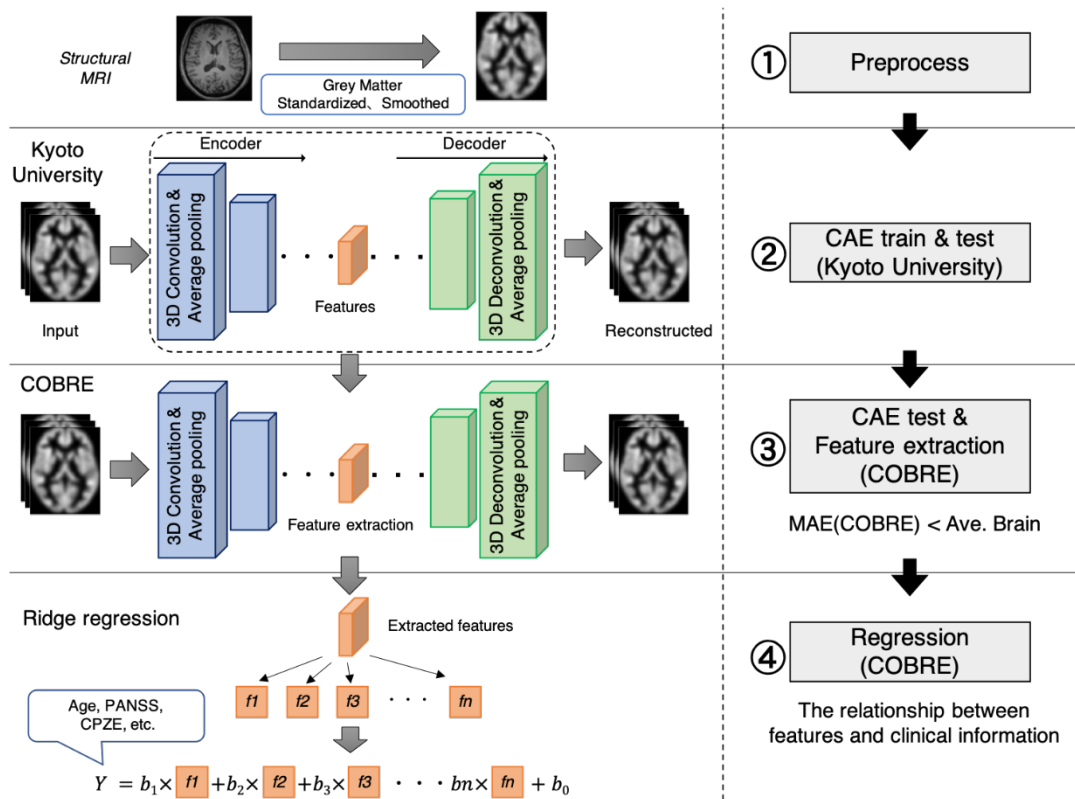 Structural
MRI
Grey Matter
Standardized、Smoothed
① Preprocess
Kyoto
University
Encoder
Decoder
3D Convolution &
Average pooling
3D Deconvolution &
Average pooling
Input
Features
Reconstructed
② CAE train & test
(Kyoto University)
COBRE
3D Convolution &
Average pooling
3D Deconvolution &
Average pooling
Feature extraction
③ CAE test &
Feature extraction
(COBRE)
MAE(COBRE) < Ave. Brain
Ridge regression
Extracted features
f1 f2 f3 · · · fn
Age, PANSS,
CPZE, etc.
Y = b₁× f1 +b₂× f2 +b₃× f3 · · · · bn× fn + b₀
④ Regression
(COBRE)
The relationship between
features and clinical information